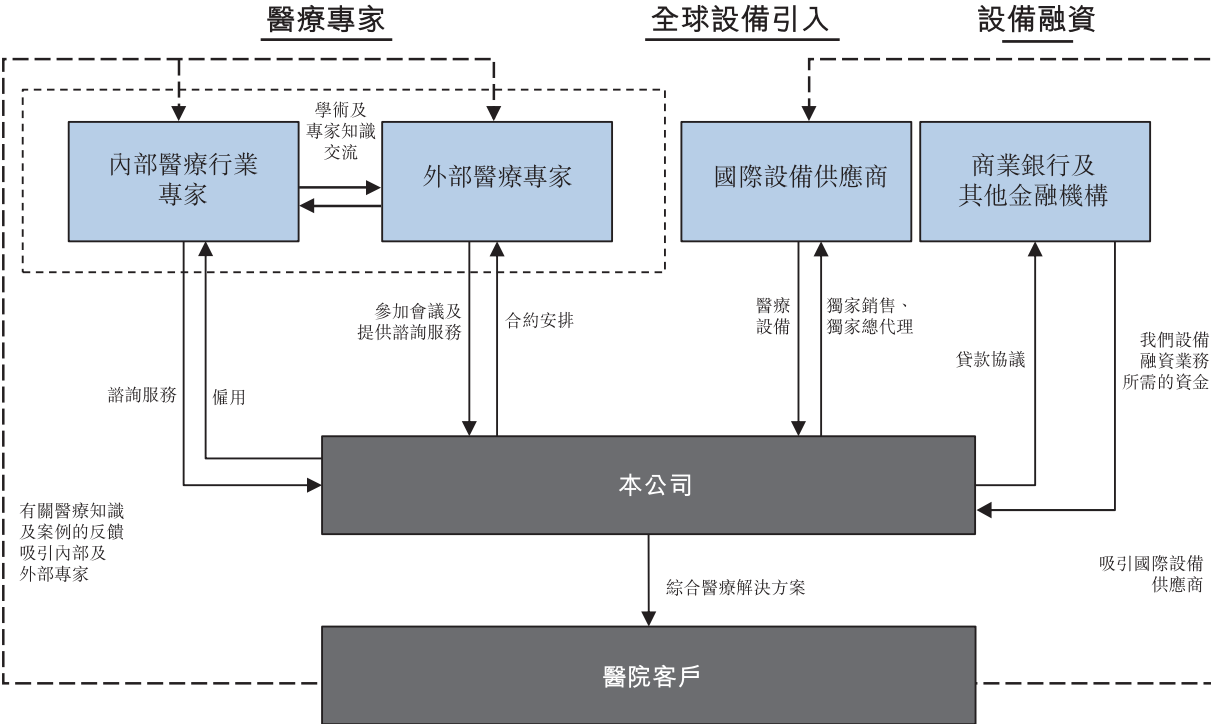 醫療專家
全球設備引入
設備融資
學術及
專家知識
交流
內部醫療行業
專家
外部醫療專家
國際設備供應商
商業銀行及
其他金融機構
參加會議及
提供諮詢服務
合約安排
醫療
設備
獨家銷售、
獨家總代理
貸款協議
我們設備
融資業務
所需的資金
諮詢服務
僱用
本公司
有關醫療知識
及案例的反饋
吸引內部及
外部專家
綜合醫療解決方案
吸引國際設備
供應商
醫院客戶